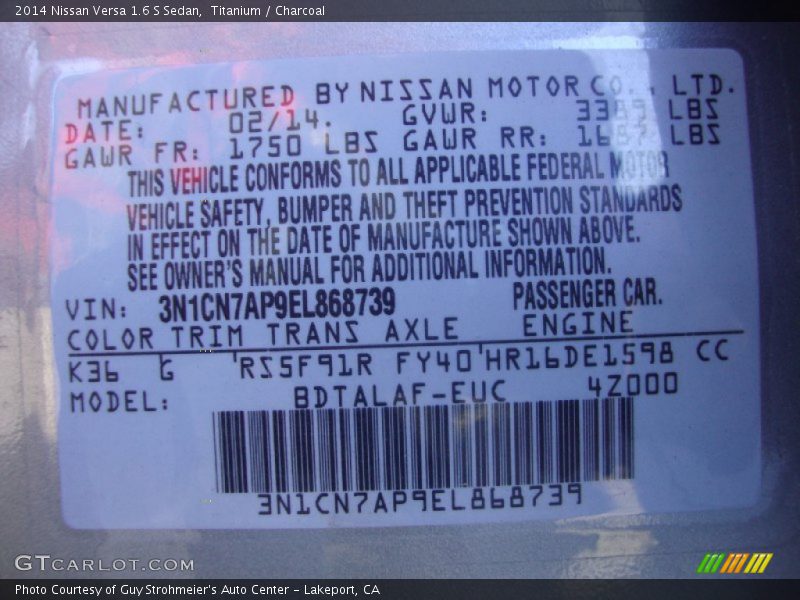 2014 Nissan Versa 1.6 S Sedan, Titanium / Charcoal
MANUFACTURED BY NISSAN MOTOR CO., LTD.
DATE: 02/14. GVWR: 3389 LBS
GAWR FR: 1750 LBS GAWR RR: 1687 LBS
THIS VEHICLE CONFORMS TO ALL APPLICABLE FEDERAL MOTOR
VEHICLE SAFETY, BUMPER AND THEFT PREVENTION STANDARDS
IN EFFECT ON THE DATE OF MANUFACTURE SHOWN ABOVE.
SEE OWNER'S MANUAL FOR ADDITIONAL INFORMATION.
VIN: 3N1CN7AP9EL868739 PASSENGER CAR.
COLOR TRIM TRANS AXLE ENGINE
K36 G 'RS5F91R FY40'HR16DE1598 CC
MODEL: BDTALAF-EUC 4Z000
3N1CN7AP9EL868739
GTCARLOT.COM
Photo Courtesy of Guy Strohmeier's Auto Center – Lakeport, CA